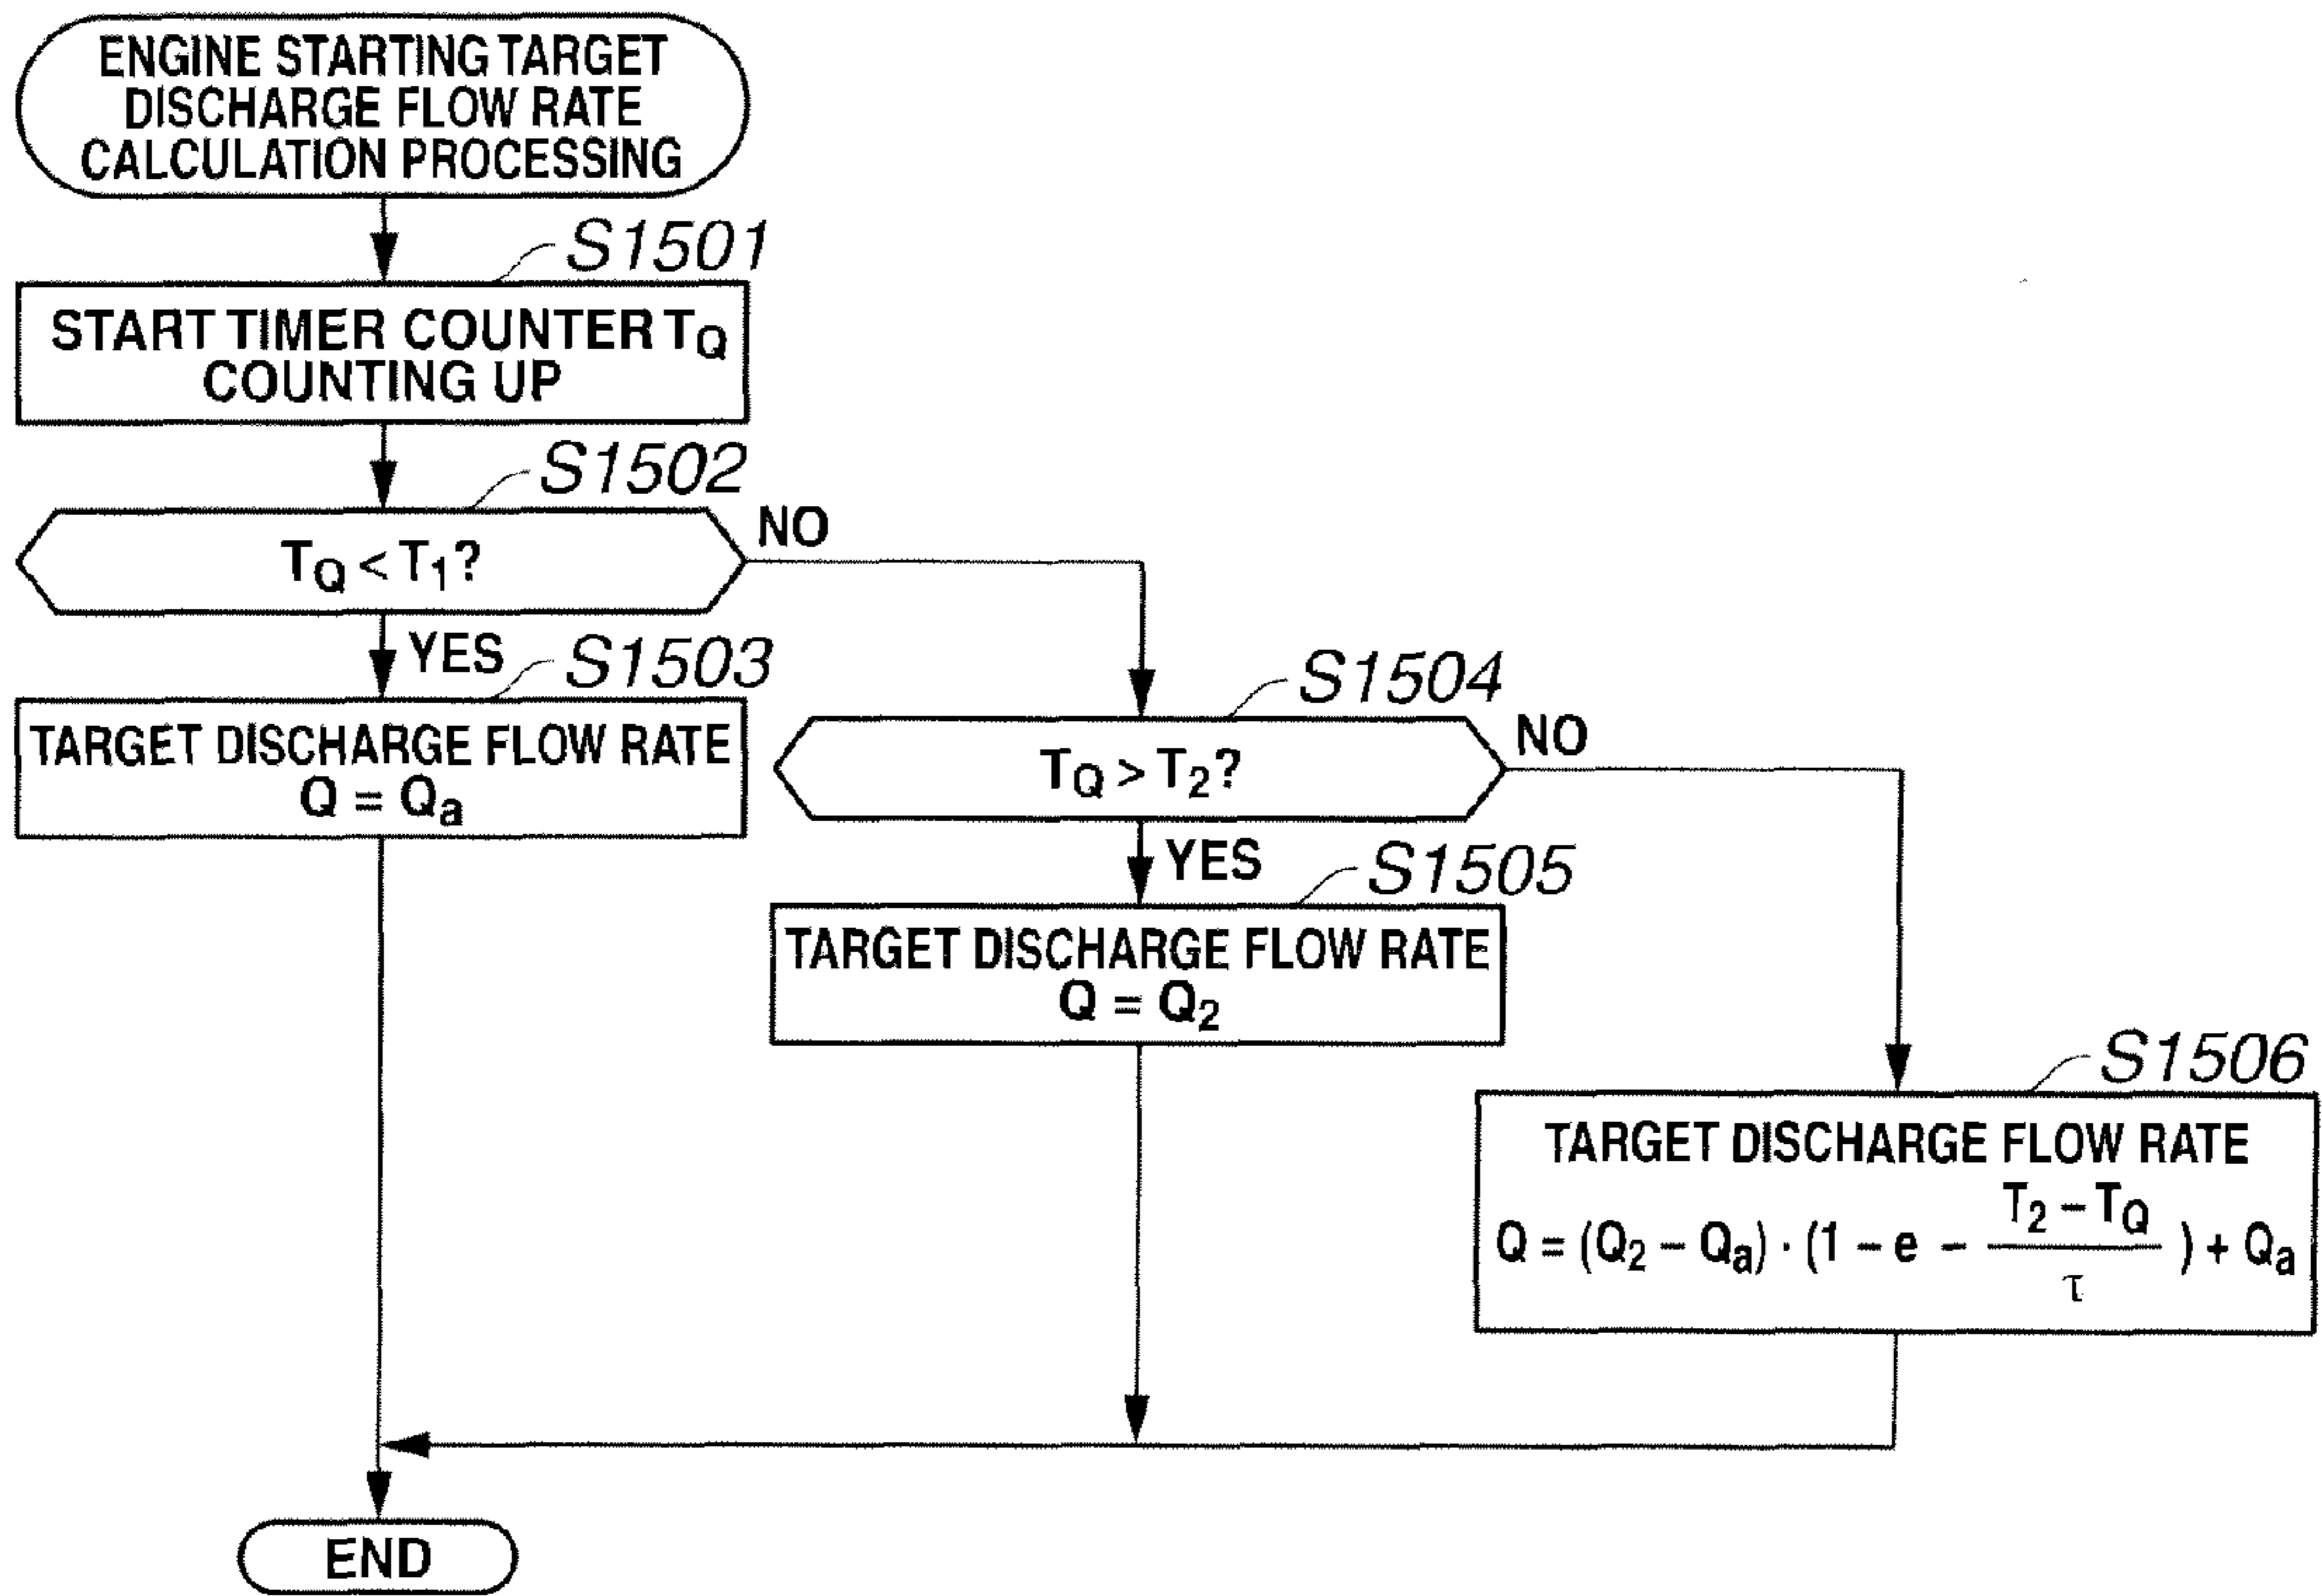 ENGINE STARTING TARGET
DISCHARGE FLOW RATE
CALCULATION PROCESSING
S1501
START TIMER COUNTER TQ
COUNTING UP
S1502
TQ < T1?
NO
YES
S1503
TARGET DISCHARGE FLOW RATE
Q = Qa
S1504
TQ > T2?
NO
YES
S1505
TARGET DISCHARGE FLOW RATE
Q = Q2
S1506
TARGET DISCHARGE FLOW RATE
Q = (Q2 − Qa) · (1 − e − (T2 − TQ)/τ ) + Qa
END